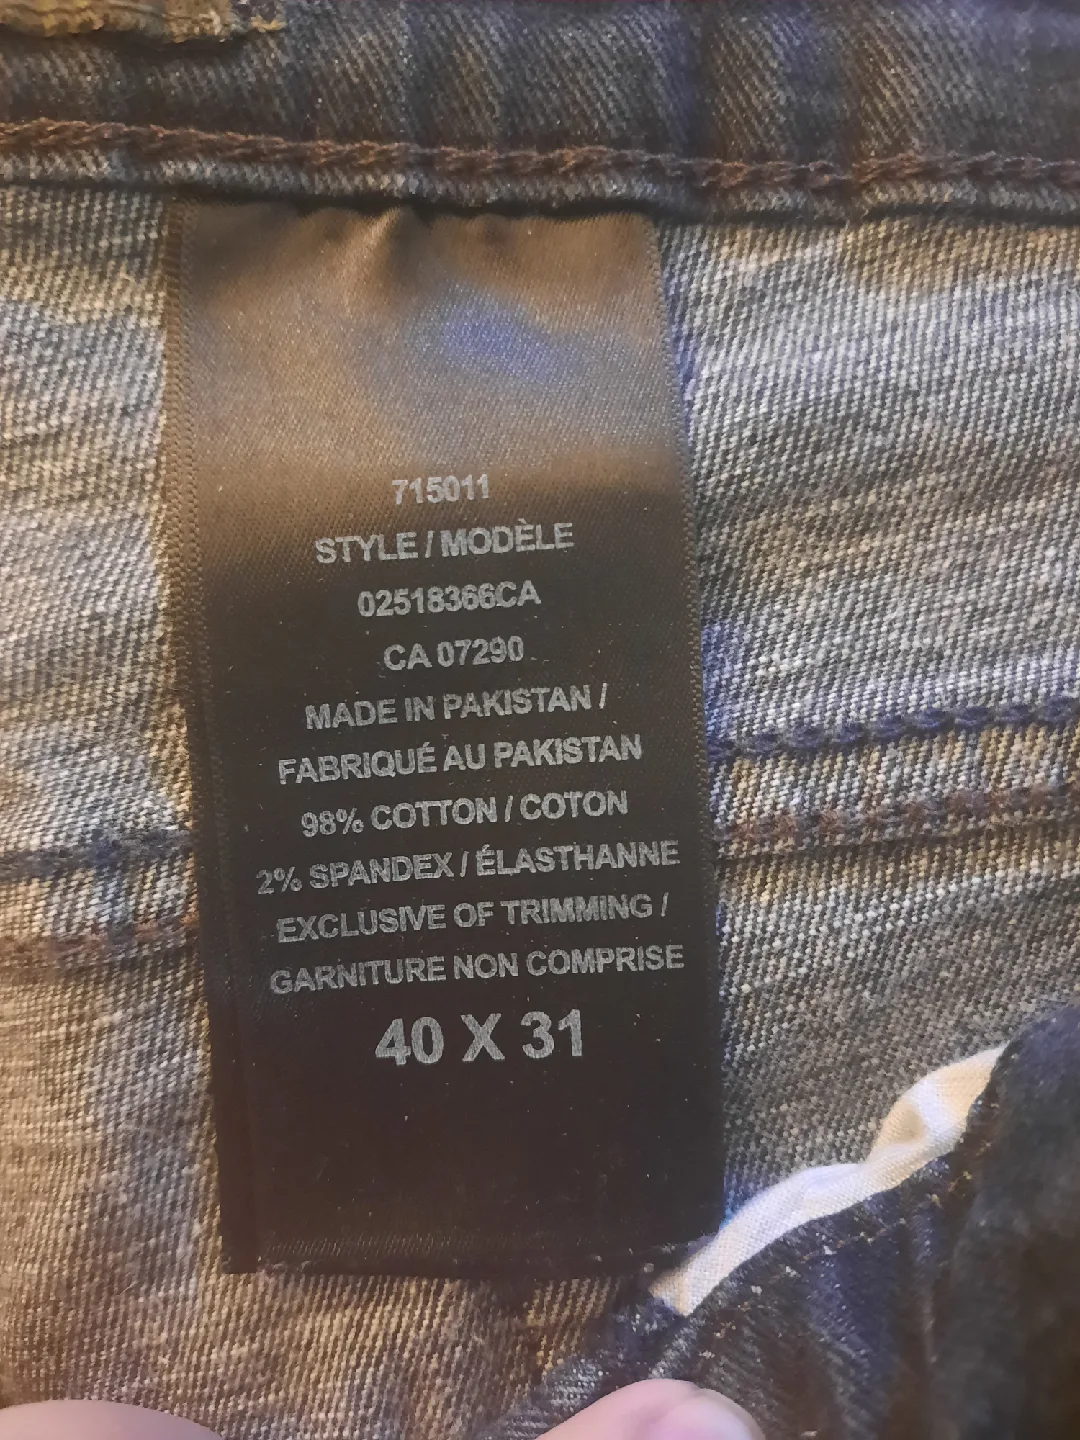 715011
STYLE / MODÈLE
02518366CA
CA 07290
MADE IN PAKISTAN /
FABRIQUÉ AU PAKISTAN
98% COTTON / COTON
2% SPANDEX / ÉLASTHANNE
EXCLUSIVE OF TRIMMING /
GARNITURE NON COMPRISE
40 X 31